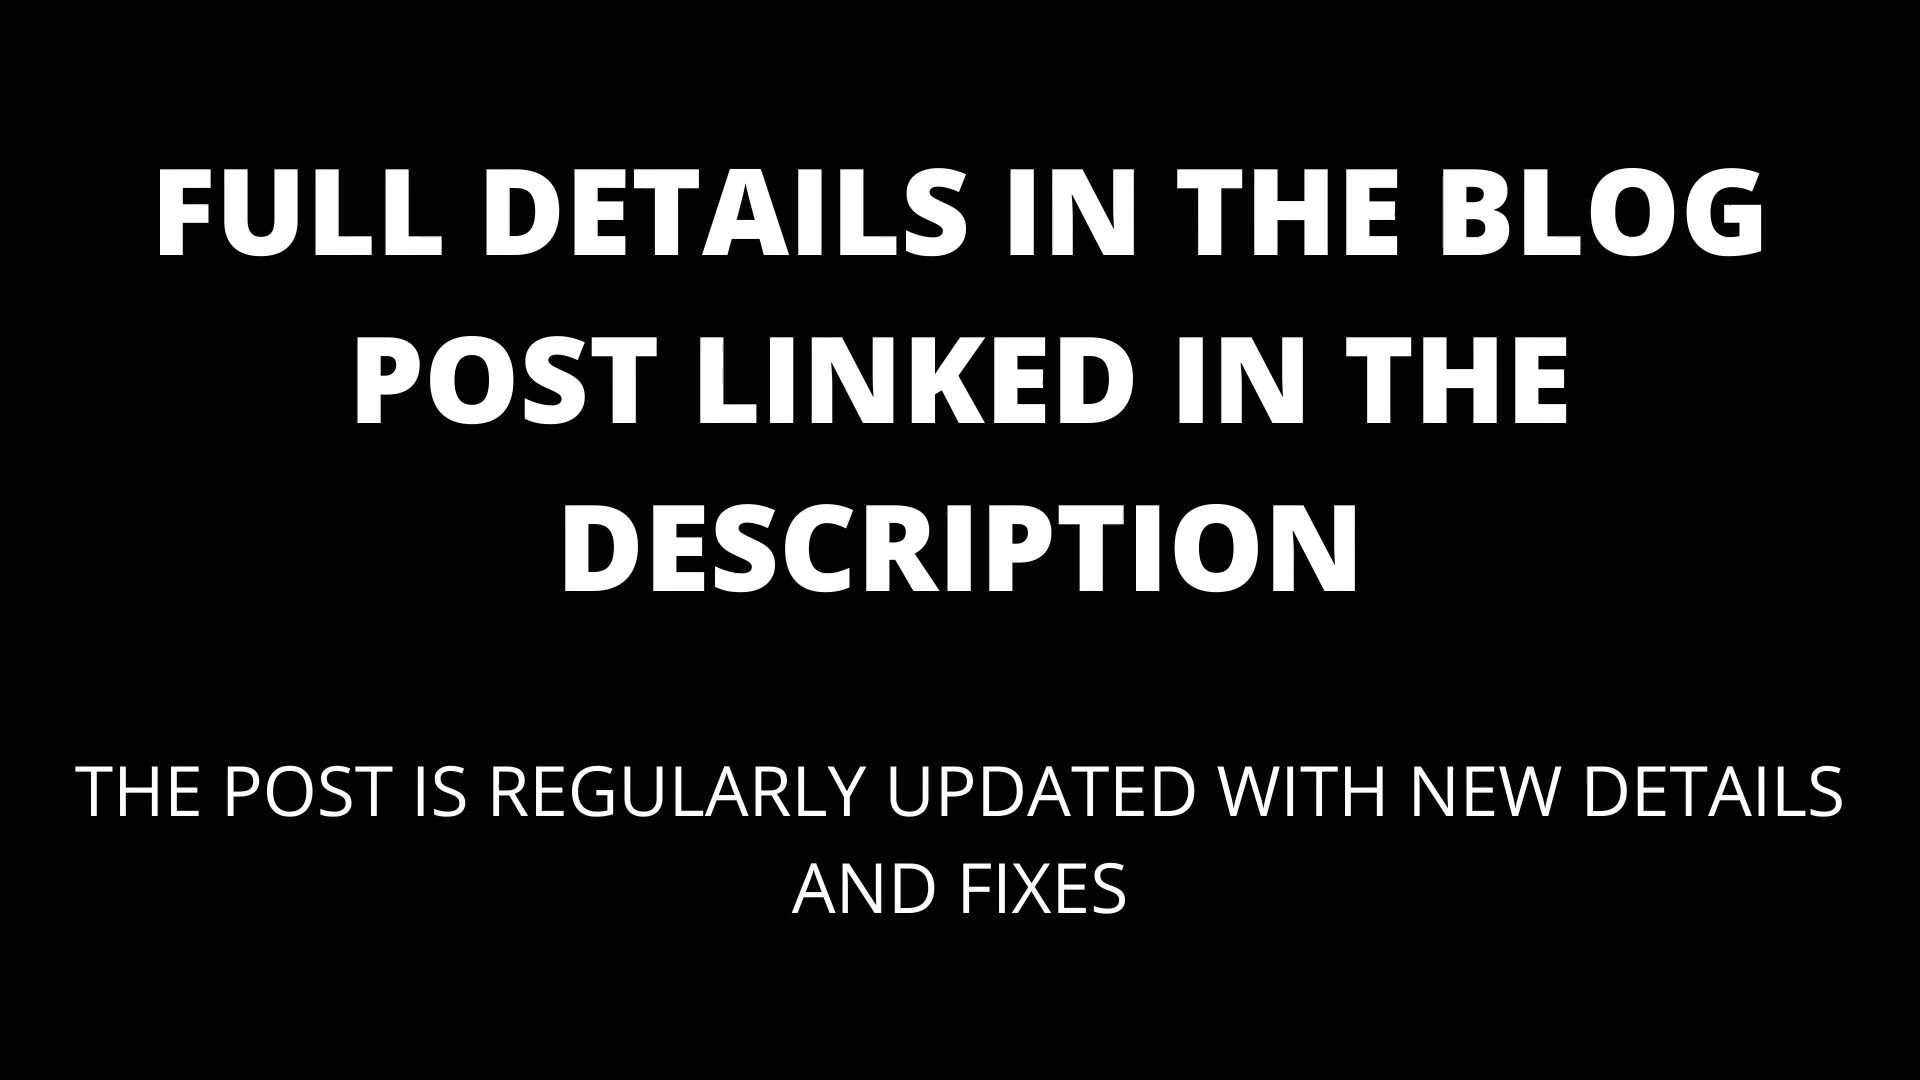 FULL DETAILS IN THE BLOG
POST LINKED IN THE
DESCRIPTION
THE POST IS REGULARLY UPDATED WITH NEW DETAILS
AND FIXES